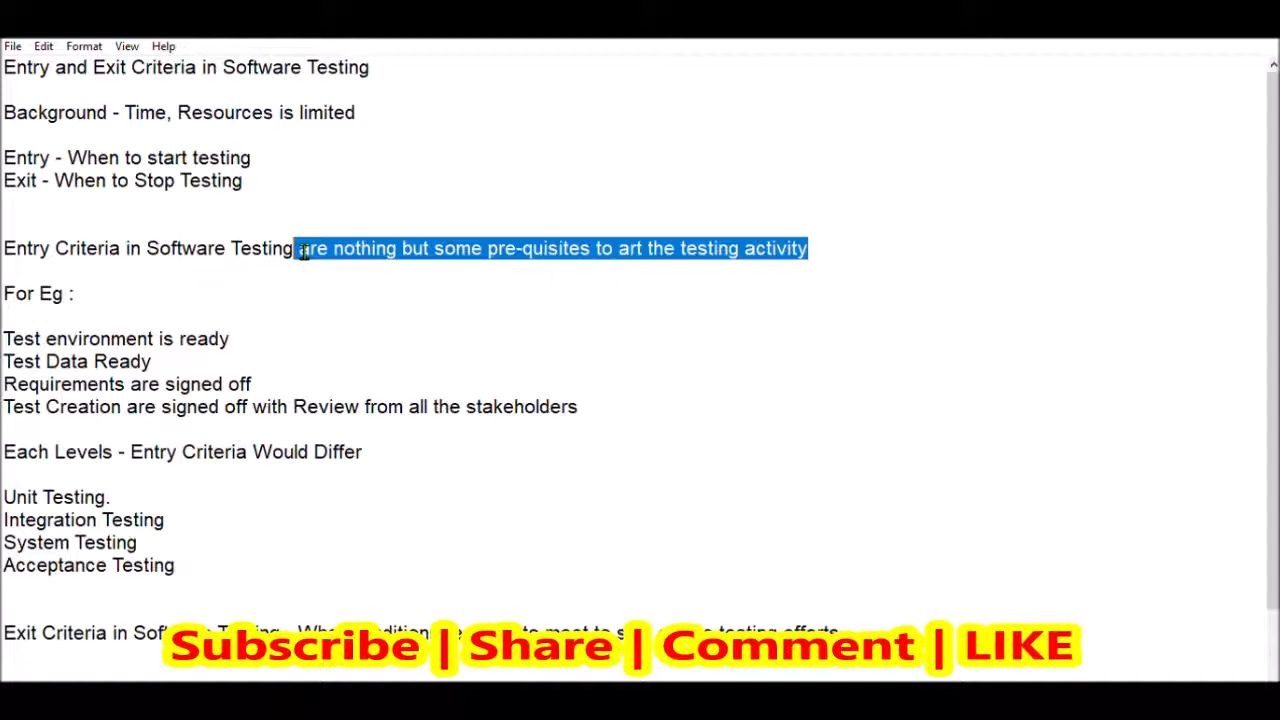 File Edit Format View Help
Entry and Exit Criteria in Software Testing
Background - Time, Resources is limited
Entry - When to start testing
Exit - When to Stop Testing
Entry Criteria in Software Testing are nothing but some pre-quisites to art the testing activity
For Eg :
Test environment is ready
Test Data Ready
Requirements are signed off
Test Creation are signed off with Review from all the stakeholders
Each Levels - Entry Criteria Would Differ
Unit Testing.
Integration Testing
System Testing
Acceptance Testing
Exit Criteria in
Subscribe | Share | Comment | LIKE